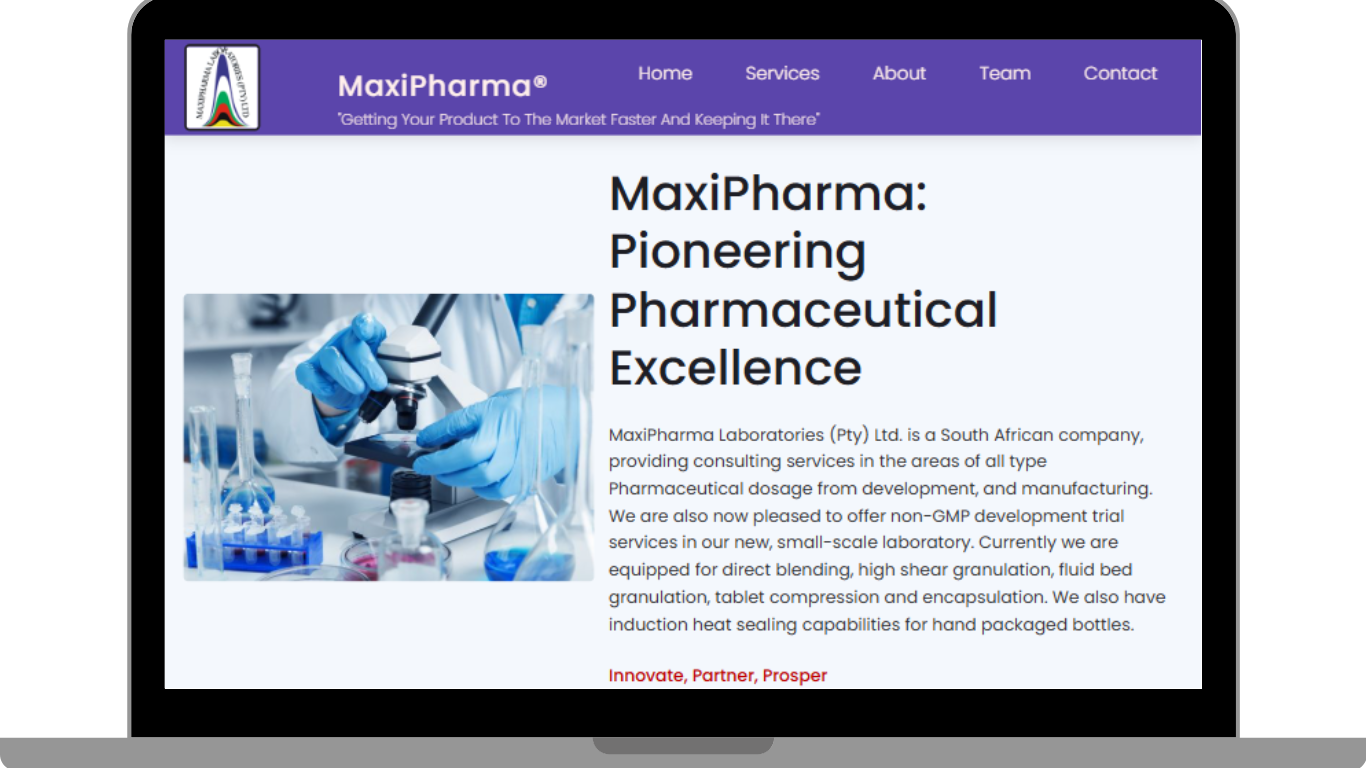 MAXIPHARMA LABORATORIES (PTY) LTD
MaxiPharma®
Home Services About Team Contact
"Getting Your Product To The Market Faster And Keeping It There"
MaxiPharma:
Pioneering
Pharmaceutical
Excellence
MaxiPharma Laboratories (Pty) Ltd. is a South African company,
providing consulting services in the areas of all type
Pharmaceutical dosage from development, and manufacturing.
We are also now pleased to offer non-GMP development trial
services in our new, small-scale laboratory. Currently we are
equipped for direct blending, high shear granulation, fluid bed
granulation, tablet compression and encapsulation. We also have
induction heat sealing capabilities for hand packaged bottles.
Innovate, Partner, Prosper